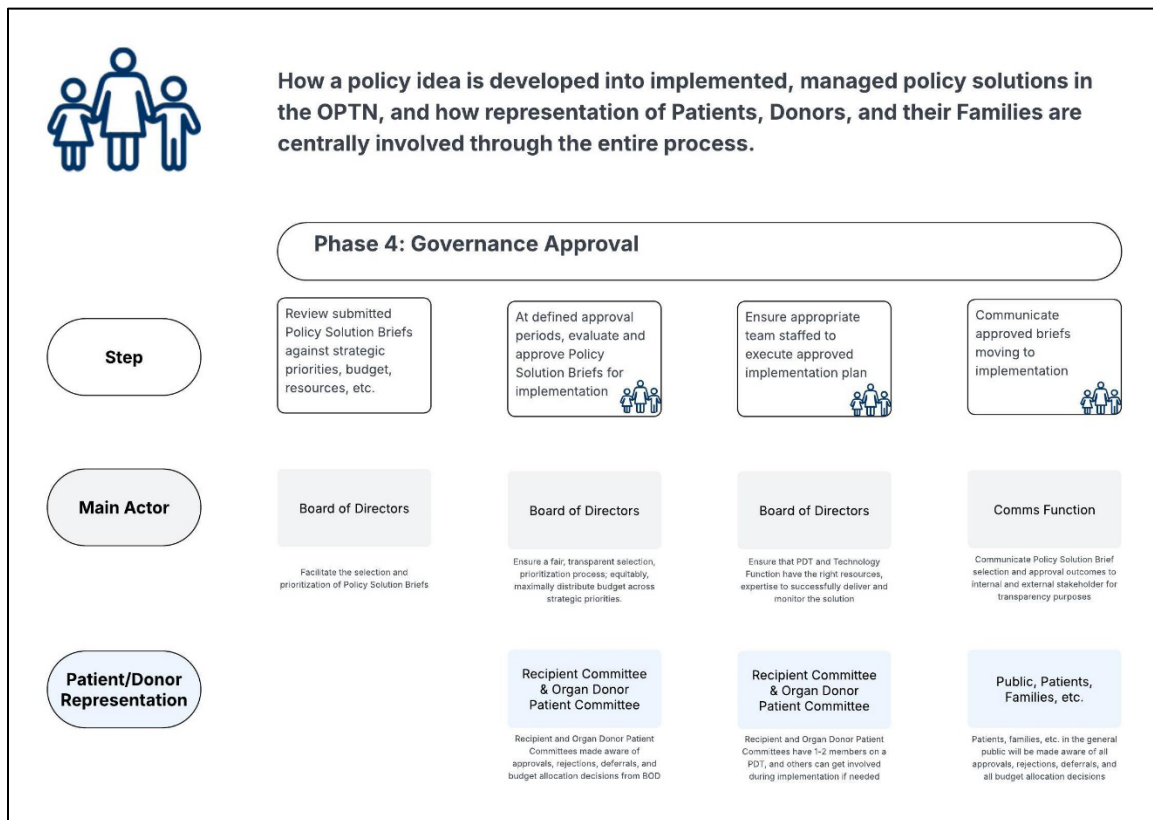 How a policy idea is developed into implemented, managed policy solutions in
the OPTN, and how representation of Patients, Donors, and their Families are
centrally involved through the entire process.
Phase 4: Governance Approval
Step
Review submitted
Policy Solution Briefs
against strategic
priorities, budget,
resources, etc.
At defined approval
periods, evaluate and
approve Policy
Solution Briefs for
implementation
Ensure appropriate
team staffed to
execute approved
implementation plan
Communicate
approved briefs
moving to
implementation
Main Actor
Board of Directors
Facilitate the selection and
prioritization of Policy Solution Briefs
Board of Directors
Ensure a fair, transparent selection,
prioritization process; equitably,
maximally distribute budget across
strategic priorities.
Board of Directors
Ensure that PDT and Technology
Function have the right resources,
expertise to successfully deliver and
monitor the solution
Comms Function
Communicate Policy Solution Brief
selection and approval outcomes to
internal and external stakeholder for
transparency purposes
Patient/Donor
Representation
Recipient Committee
& Organ Donor
Patient Committee
Recipient and Organ Donor Patient
Committees made aware of
approvals, rejections, deferrals, and
budget allocation decisions from BOD
Recipient Committee
& Organ Donor
Patient Committee
Recipient and Organ Donor Patient
Committees have 1-2 members on a
PDT, and others can get involved
during implementation if needed
Public, Patients,
Families, etc.
Patients, families, etc. in the general
public will be made aware of all
approvals, rejections, deferrals, and
all budget allocation decisions